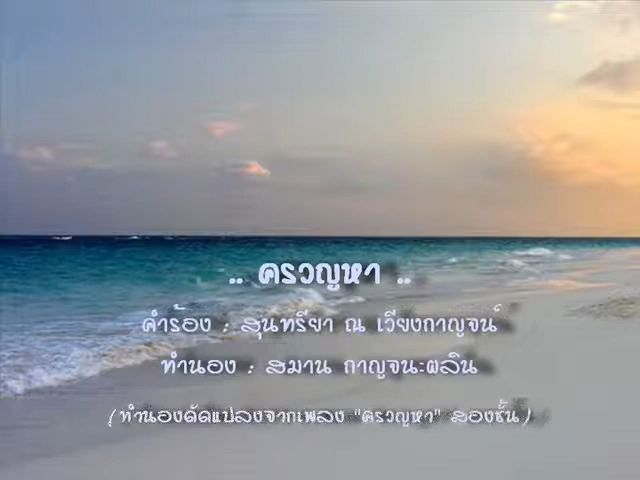 .. ครวญหา ..
คำร้อง : สุนทรียา ณ เวียงกาญจน์
ทำนอง : สมาน กาญจนะผลิน
(ทำนองดัดแปลงจากเพลง "ครวญหา" สองชั้น)